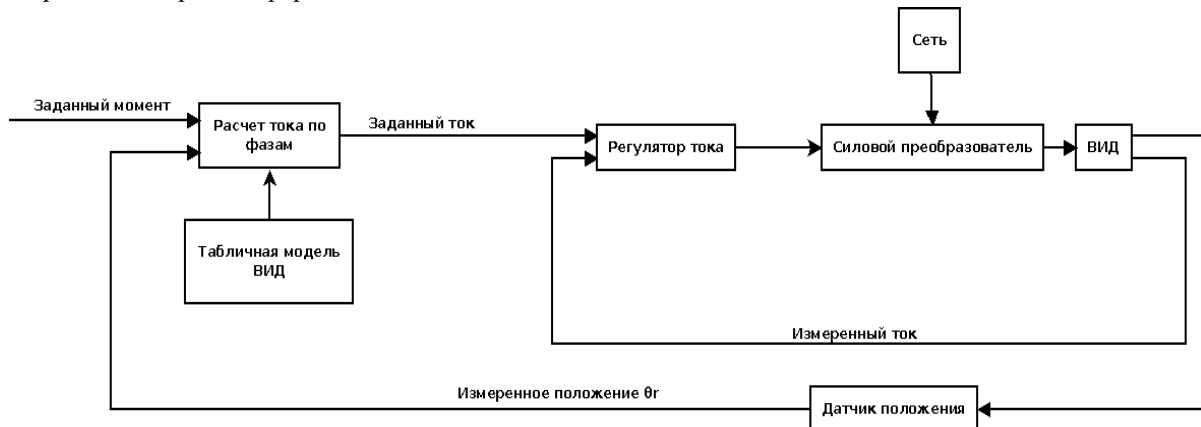 Сеть
Заданный момент
Расчет тока по
фазам
Заданный ток
Регулятор тока
Силовой преобразователь
ВИД
Табличная модель
ВИД
Измеренный ток
Измеренное положение θr
Датчик положения